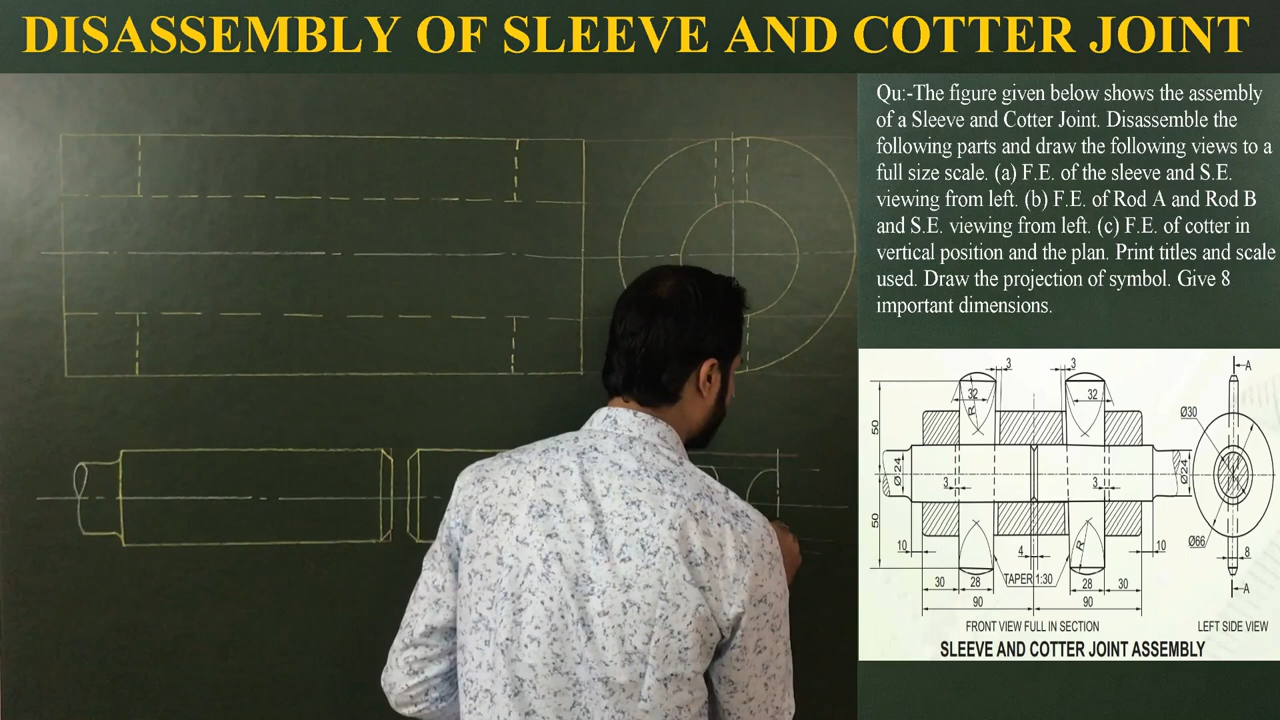 DISASSEMBLY OF SLEEVE AND COTTER JOINT
Qu:-The figure given below shows the assembly
of a Sleeve and Cotter Joint. Disassemble the
following parts and draw the following views to a
full size scale. (a) F.E. of the sleeve and S.E.
viewing from left. (b) F.E. of Rod A and Rod B
and S.E. viewing from left. (c) F.E. of cotter in
vertical position and the plan. Print titles and scale
used. Draw the projection of symbol. Give 8
important dimensions.
3 3 A
32 32
R
Ø30
50
Ø24 Ø24
3 3
50
R
Ø66
10 4 10 8
TAPER 1:30
30 28 28 30
A
90 90
FRONT VIEW FULL IN SECTION LEFT SIDE VIEW
SLEEVE AND COTTER JOINT ASSEMBLY